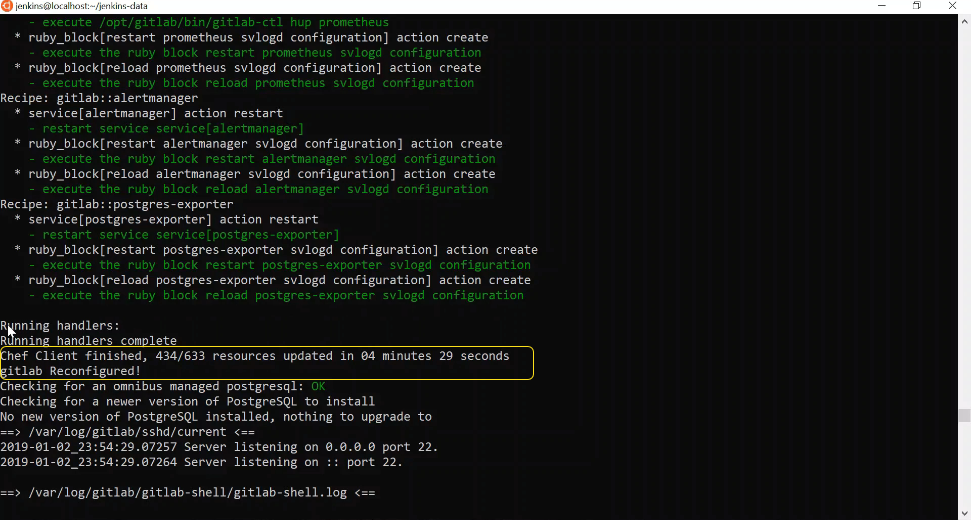 jenkins@localhost:~/jenkins-data
- execute /opt/gitlab/bin/gitlab-ctl hup prometheus
* ruby_block[restart prometheus svlogd configuration] action create
- execute the ruby block restart prometheus svlogd configuration
* ruby_block[reload prometheus svlogd configuration] action create
- execute the ruby block reload prometheus svlogd configuration
Recipe: gitlab::alertmanager
* service[alertmanager] action restart
- restart service service[alertmanager]
* ruby_block[restart alertmanager svlogd configuration] action create
- execute the ruby block restart alertmanager svlogd configuration
* ruby_block[reload alertmanager svlogd configuration] action create
- execute the ruby block reload alertmanager svlogd configuration
Recipe: gitlab::postgres-exporter
* service[postgres-exporter] action restart
- restart service service[postgres-exporter]
* ruby_block[restart postgres-exporter svlogd configuration] action create
- execute the ruby block restart postgres-exporter svlogd configuration
* ruby_block[reload postgres-exporter svlogd configuration] action create
- execute the ruby block reload postgres-exporter svlogd configuration
Running handlers:
Running handlers complete
Chef Client finished, 434/633 resources updated in 04 minutes 29 seconds
gitlab Reconfigured!
Checking for an omnibus managed postgresql: OK
Checking for a newer version of PostgreSQL to install
No new version of PostgreSQL installed, nothing to upgrade to
==> /var/log/gitlab/sshd/current <==
2019-01-02_23:54:29.07257 Server listening on 0.0.0.0 port 22.
2019-01-02_23:54:29.07264 Server listening on :: port 22.
==> /var/log/gitlab/gitlab-shell/gitlab-shell.log <==